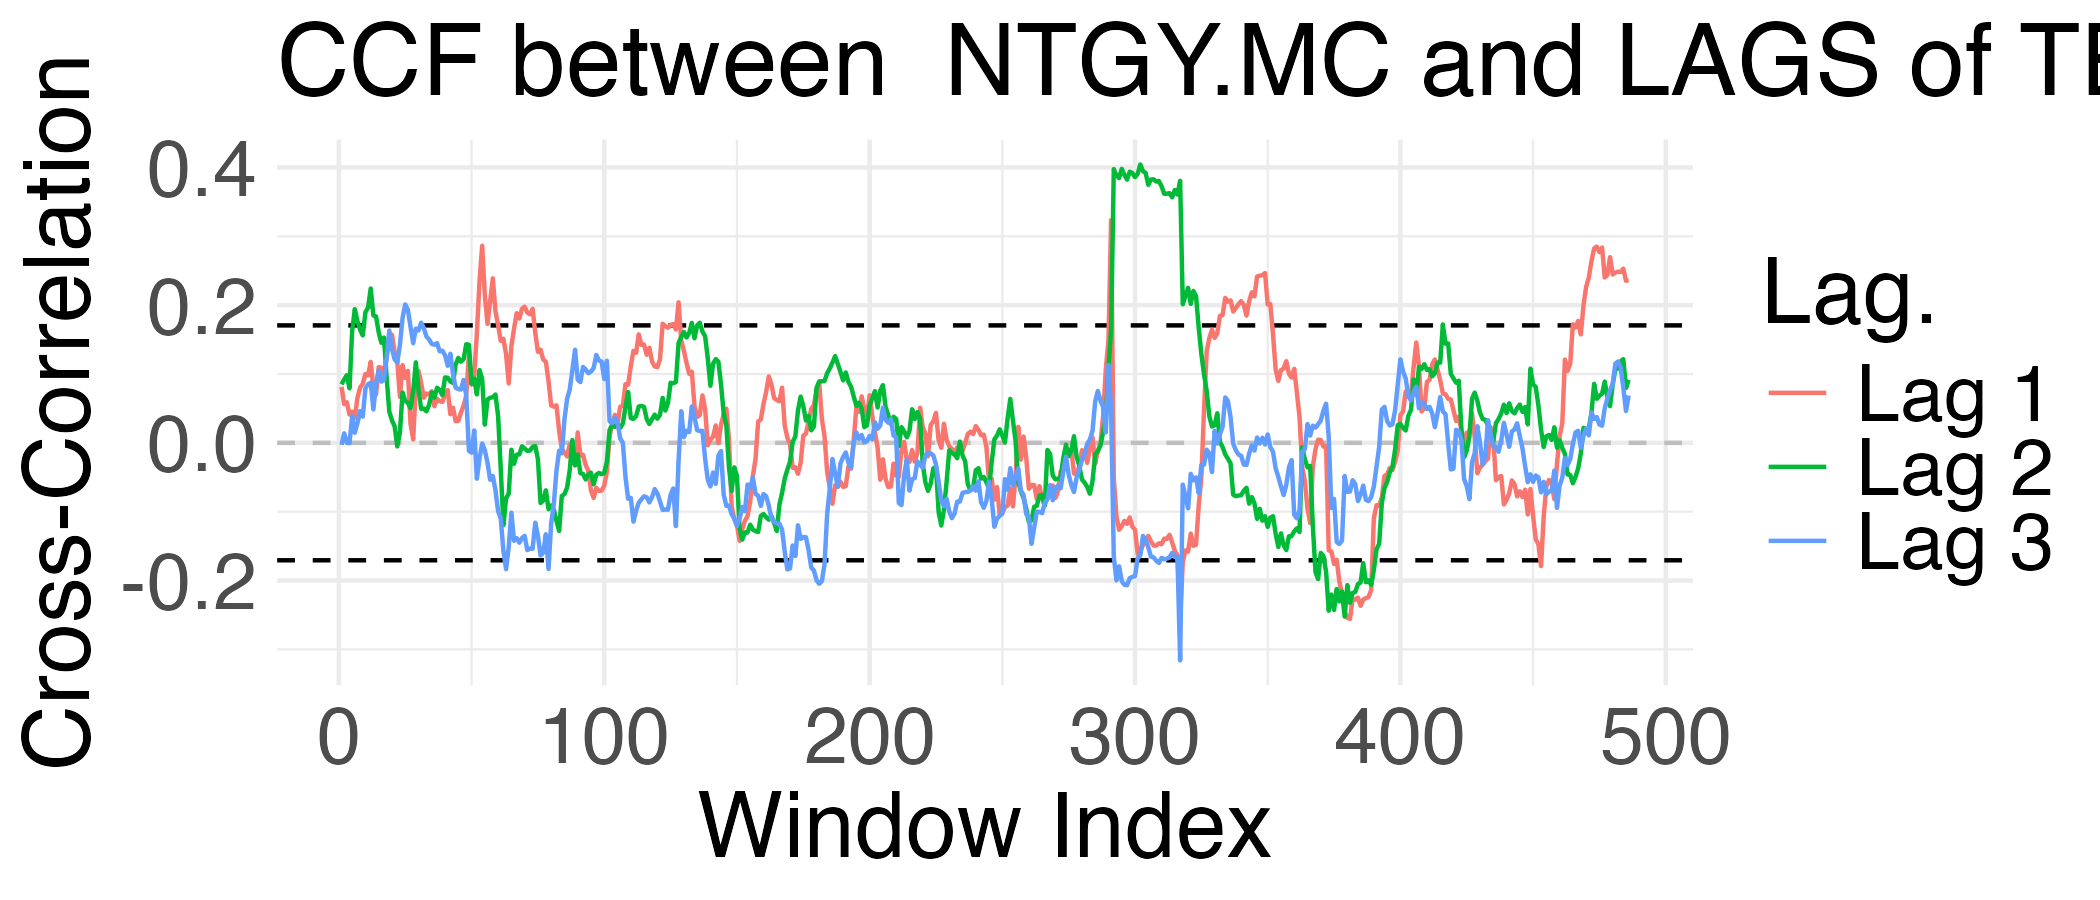 CCF between  NTGY.MC and LAGS of
Cross-Correlation
0.4
0.2
0.0
-0.2
0
100
200
300
400
500
Window Index
Lag.
Lag 1
Lag 2
Lag 3